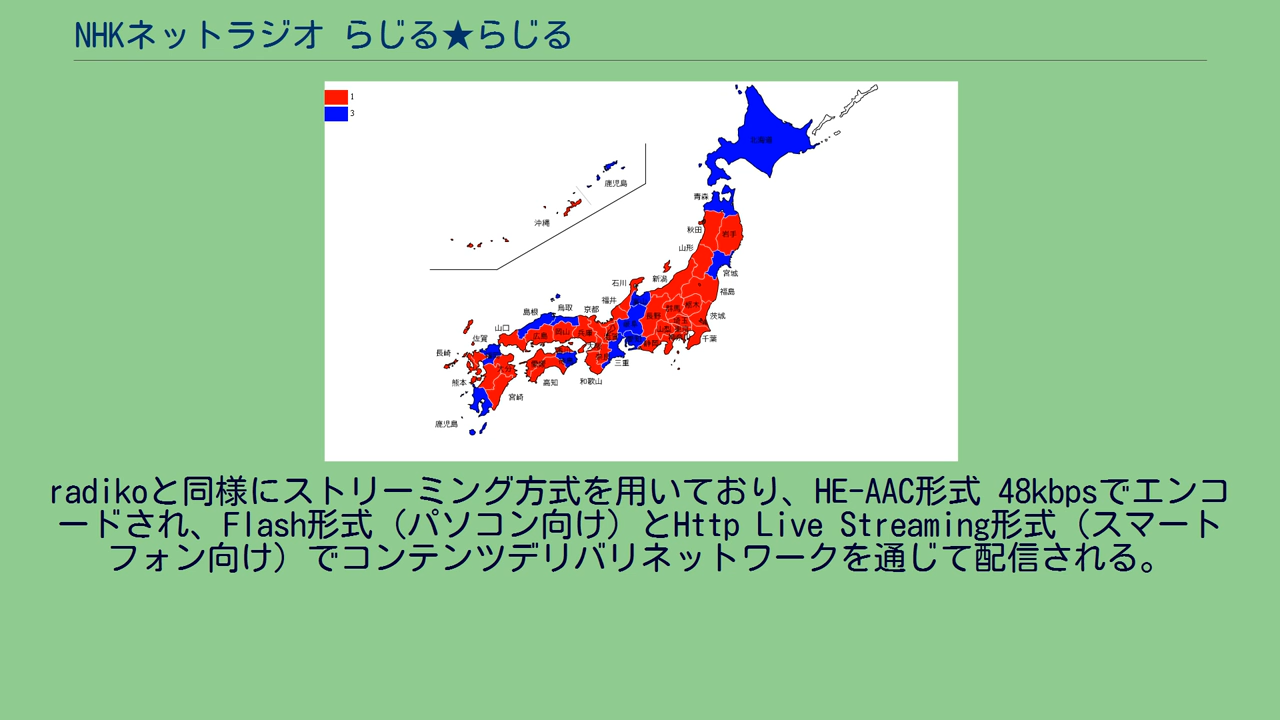 NHKネットラジオ らじる★らじる
1
3
北海道
鹿児島
青森
沖縄
秋田
岩手
山形
宮城
新潟
石川
福島
福井
鳥取
京都
島根
群馬
栃木
長野
茨城
山口
広島
岡山
兵庫
埼玉
山梨
佐賀
静岡
千葉
長崎
三重
大分
愛媛
熊本
高知
和歌山
宮崎
鹿児島
radikoと同様にストリーミング方式を用いており、HE-AAC形式 48kbpsでエンコ
ードされ、Flash形式（パソコン向け）とHttp Live Streaming形式（スマート
フォン向け）でコンテンツデリバリネットワークを通じて配信される。